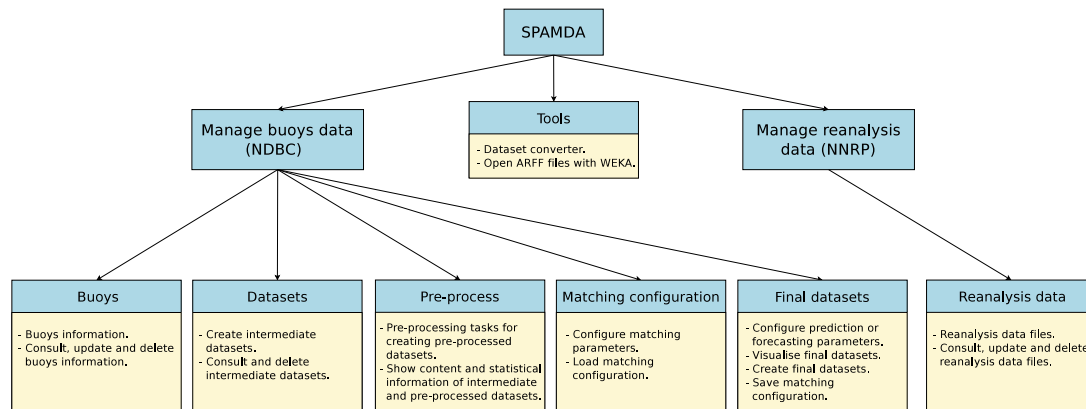 SPAMDA
Manage buoys data
(NDBC)
Tools
- Dataset converter.
- Open ARFF files with WEKA.
Manage reanalysis
data (NNRP)
Buoys
- Buoys information.
- Consult, update and delete
buoys information.
Datasets
- Create intermediate
datasets.
- Consult and delete
intermediate datasets.
Pre-process
- Pre-processing tasks for
creating pre-processed
datasets.
- Show content and statistical
information of intermediate
and pre-processed datasets.
Matching configuration
- Configure matching
parameters.
- Load matching
configuration.
Final datasets
- Configure prediction or
forecasting parameters.
- Visualise final datasets.
- Create final datasets.
- Save matching
configuration.
Reanalysis data
- Reanalysis data files.
- Consult, update and delete
reanalysis data files.